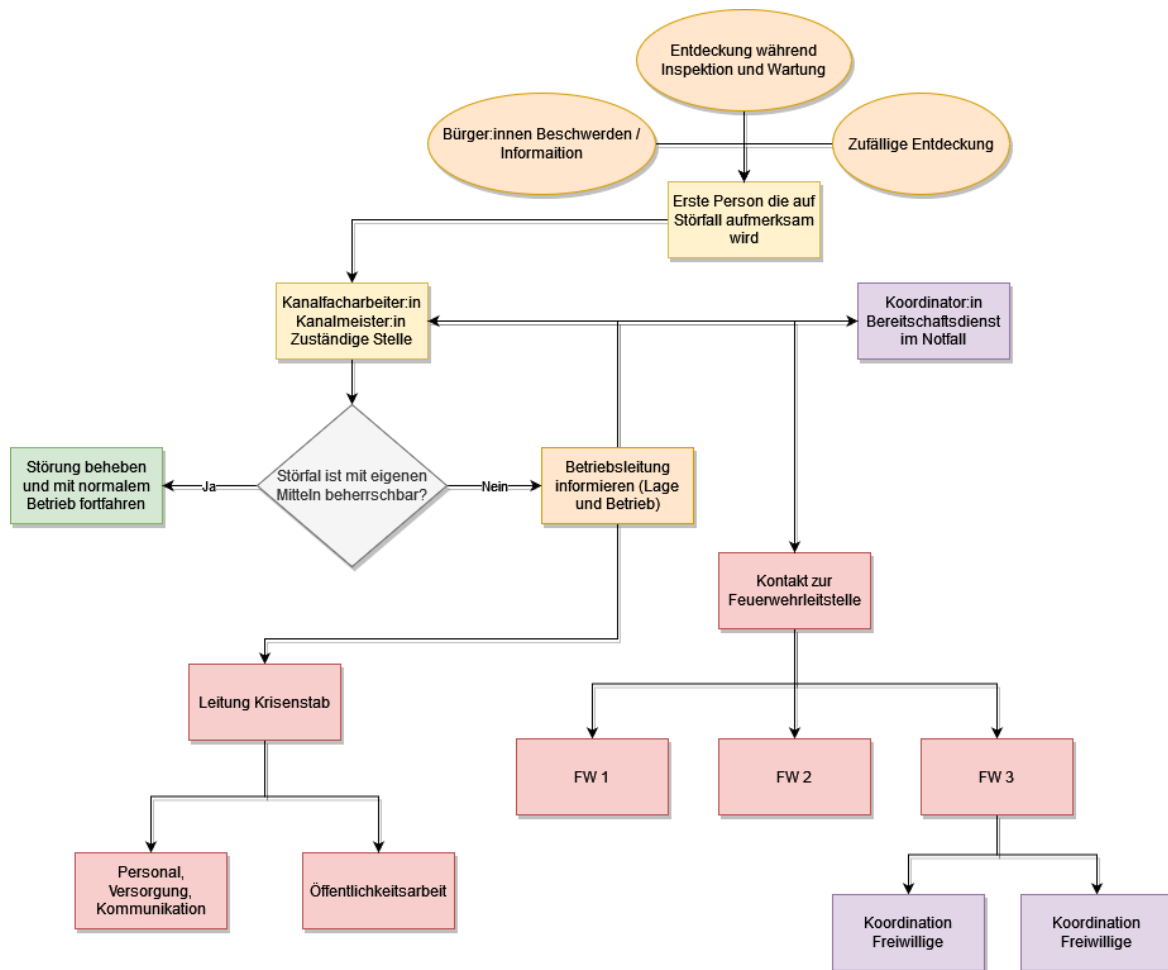 Entdeckung während
Inspektion und Wartung
Bürger:innen Beschwerden /
Informaition
Zufällige Entdeckung
Erste Person die auf
Störfall aufmerksam
wird
Kanalfacharbeiter:in
Kanalmeister:in
Zuständige Stelle
Koordinator:in
Bereitschaftsdienst
im Notfall
Störung beheben
und mit normalem
Betrieb fortfahren
Ja
Störfal ist mit eigenen
Mitteln beherrschbar?
Nein
Betriebsleitung
informieren (Lage
und Betrieb)
Kontakt zur
Feuerwehrleitstelle
Leitung Krisenstab
FW 1
FW 2
FW 3
Personal,
Versorgung,
Kommunikation
Öffentlichkeitsarbeit
Koordination
Freiwillige
Koordination
Freiwillige